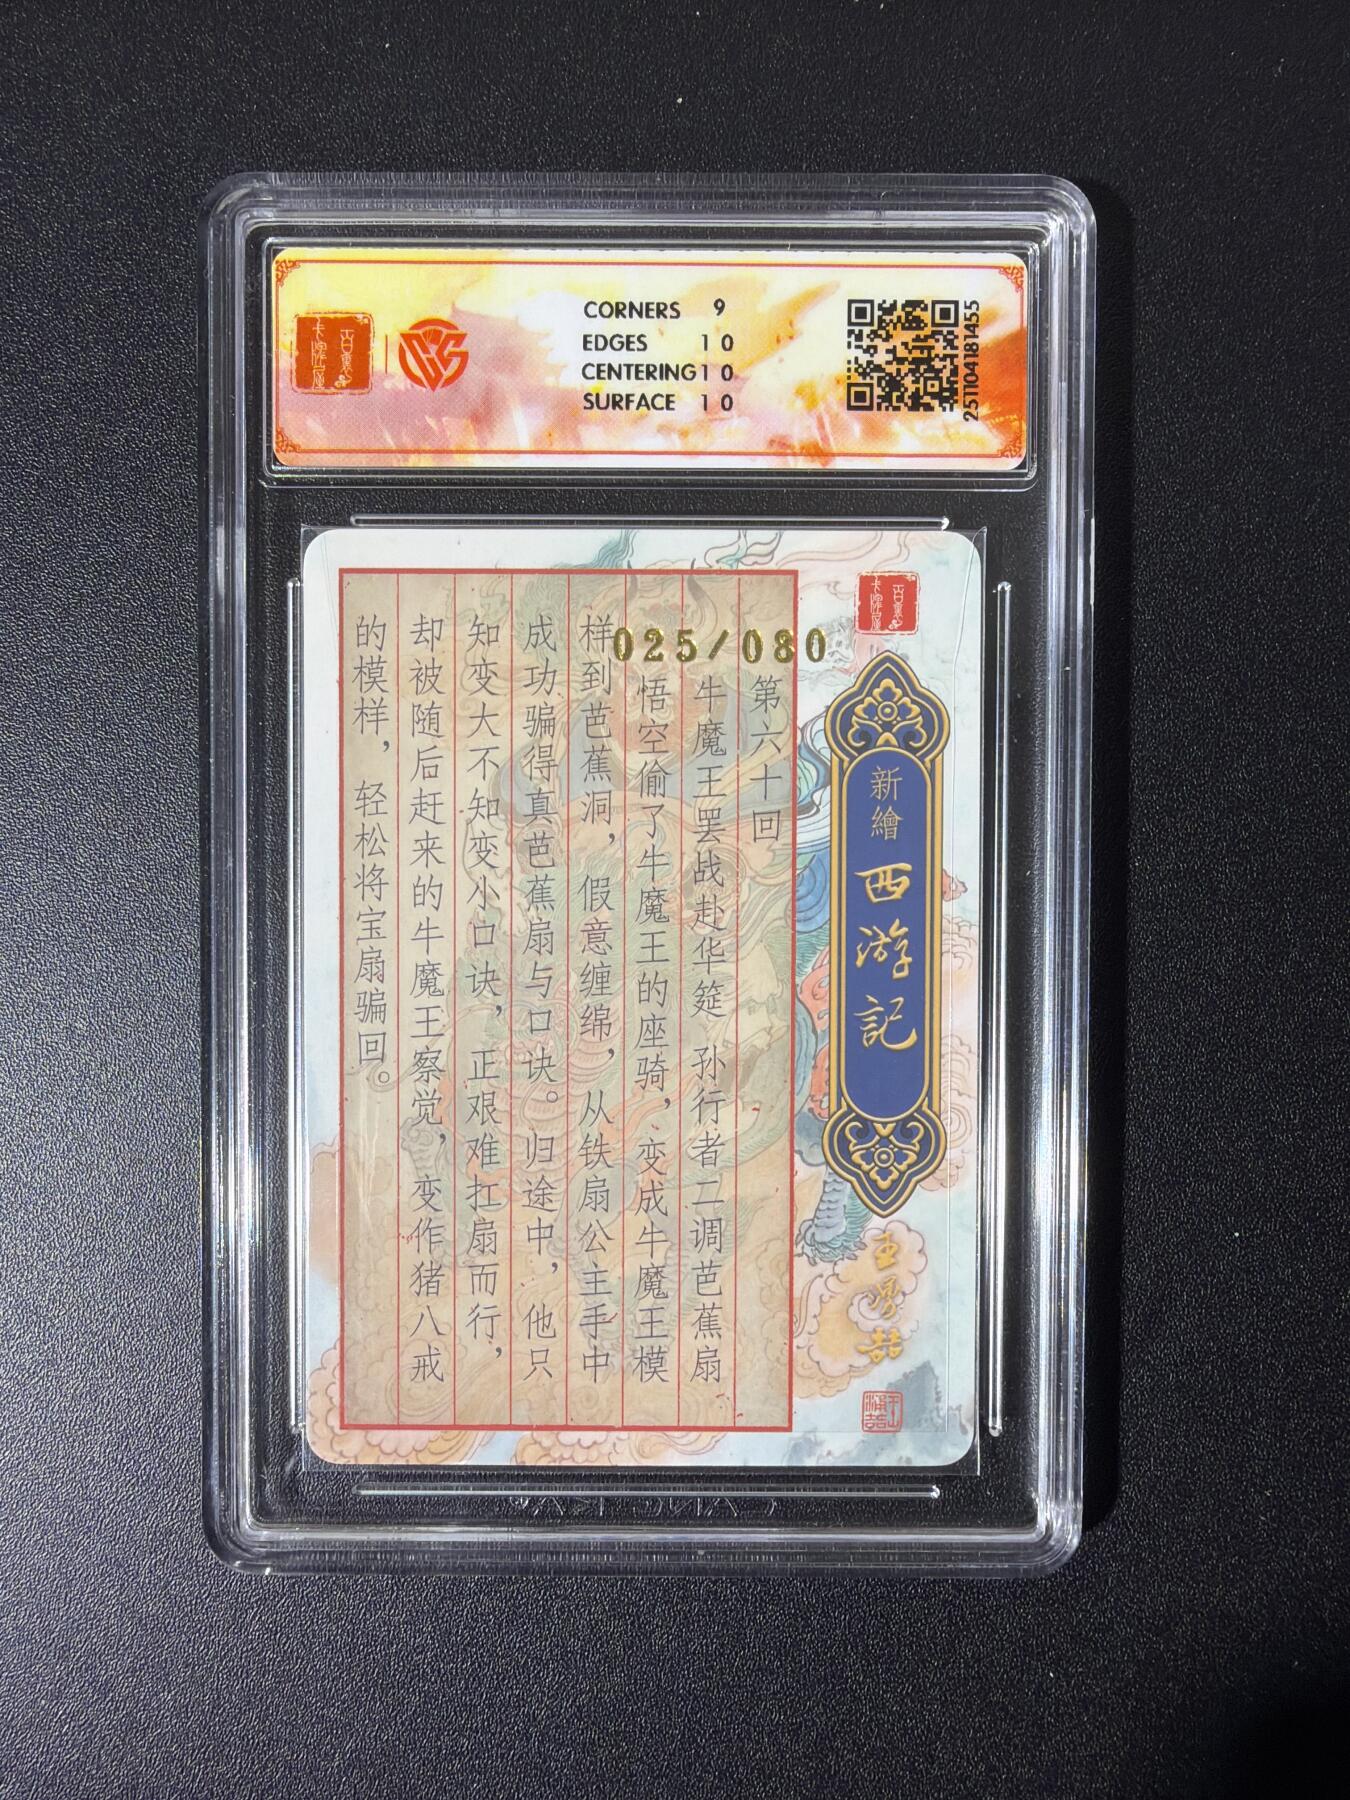 CORNERS 9
EDGES 10
CENTERING 10
SURFACE 10
25110418​1455
025/080
第六十回
牛魔王罢战赴华筵 孙行者二调芭蕉扇
悟空偷了牛魔王的座骑，变成牛魔王模
样到芭蕉洞，假意缠绵，从铁扇公主手中
成功骗得真芭蕉扇与口诀。归途中，他只
知变大不知变小口诀，正艰难扛扇而行，
却被随后赶来的牛魔王察觉，变作猪八戒
的模样，轻松将宝扇骗回。
新繪
西游記